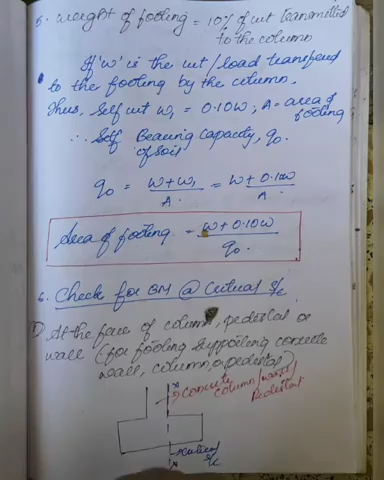 5. weight of footing = 10% of wt transmitted
to the column
If 'w' is the wt/load transferred
to the footing by the column.
Thus, Self wt w₁ = 0.10w ; A = area of
footing
∴ Self Bearing capacity, q₀.
of soil
q₀ = w + w₁ / A = w + 0.10w / A
Area of footing = w + 0.10w / q₀
6. Check for BM @ Critical S/c
1) At the face of column, pedestal or
wall (for footing supporting concrete
wall, column, or pedestal)
x
Concrete
column/wall/
Pedestal
Critical
S/c
x